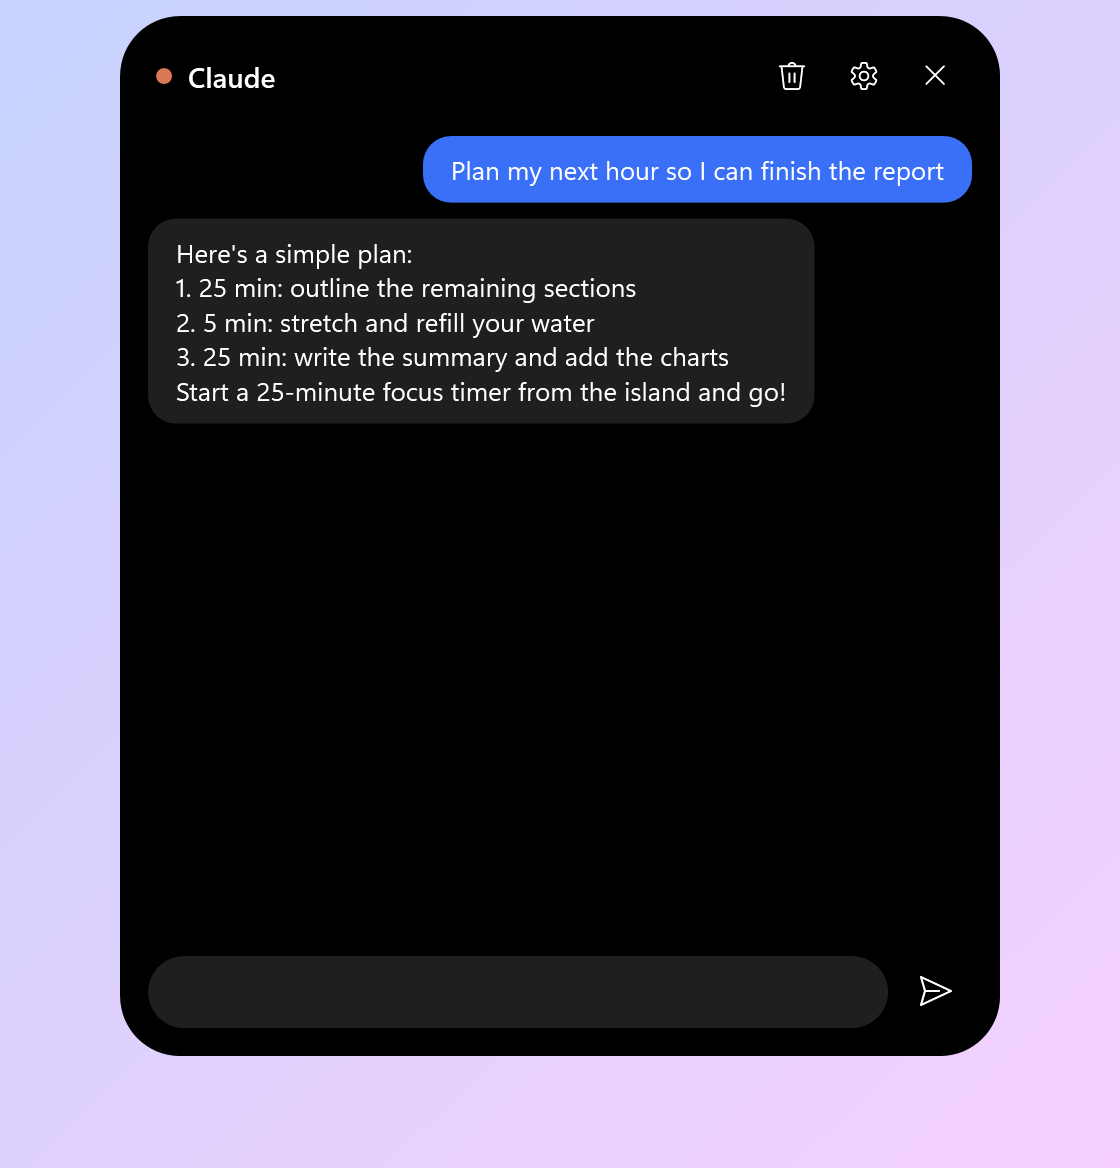 Claude
Plan my next hour so I can finish the report
Here's a simple plan:
1. 25 min: outline the remaining sections
2. 5 min: stretch and refill your water
3. 25 min: write the summary and add the charts
Start a 25-minute focus timer from the island and go!